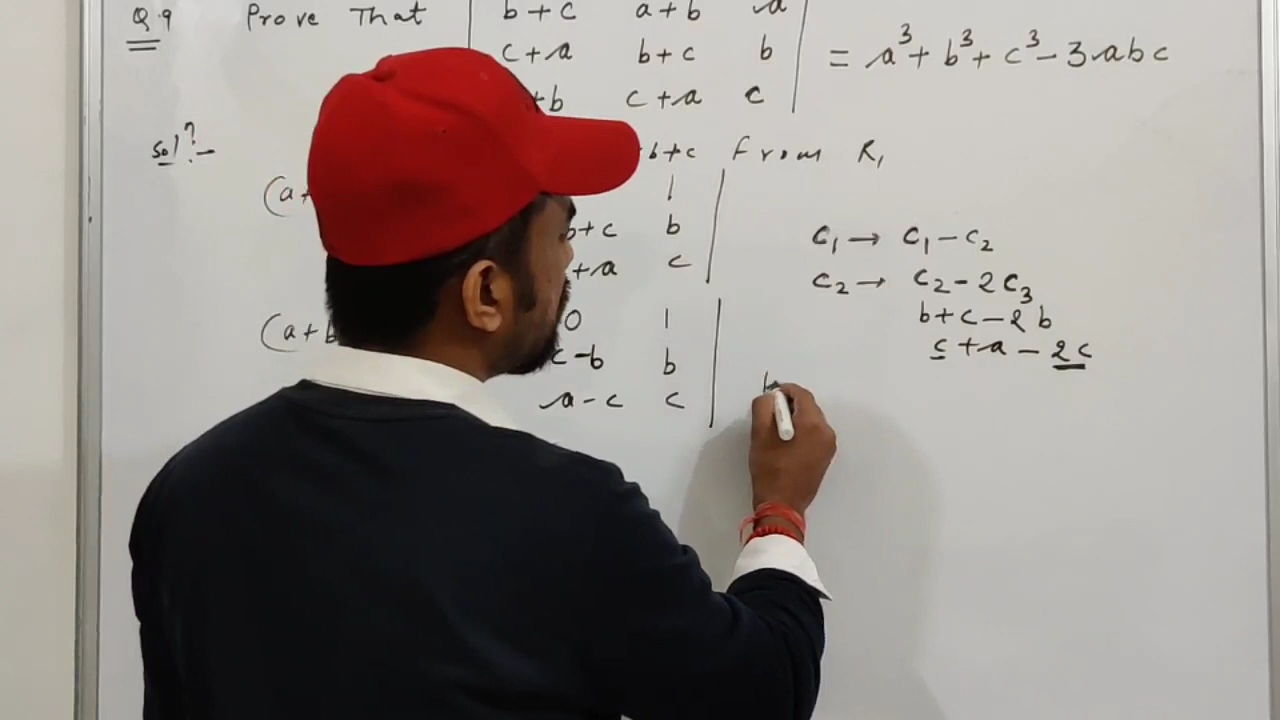 Q.9 Prove That b+c a+b a
c+a b+c b = a³+b³+c³-3abc
+b c+a c
Sol?- b+c From R₁
(a+ 1
b+c b C₁→ C₁-C₂
+a c C₂→ C₂-2C₃
(a+b 0 1 b+c-2b
c-b b c+a-2c
a-c c